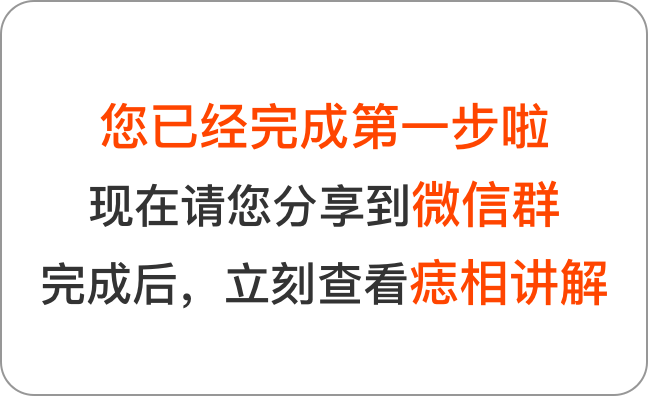 您已经完成第一步啦
现在请您分享到微信群
完成后，立刻查看痣相讲解